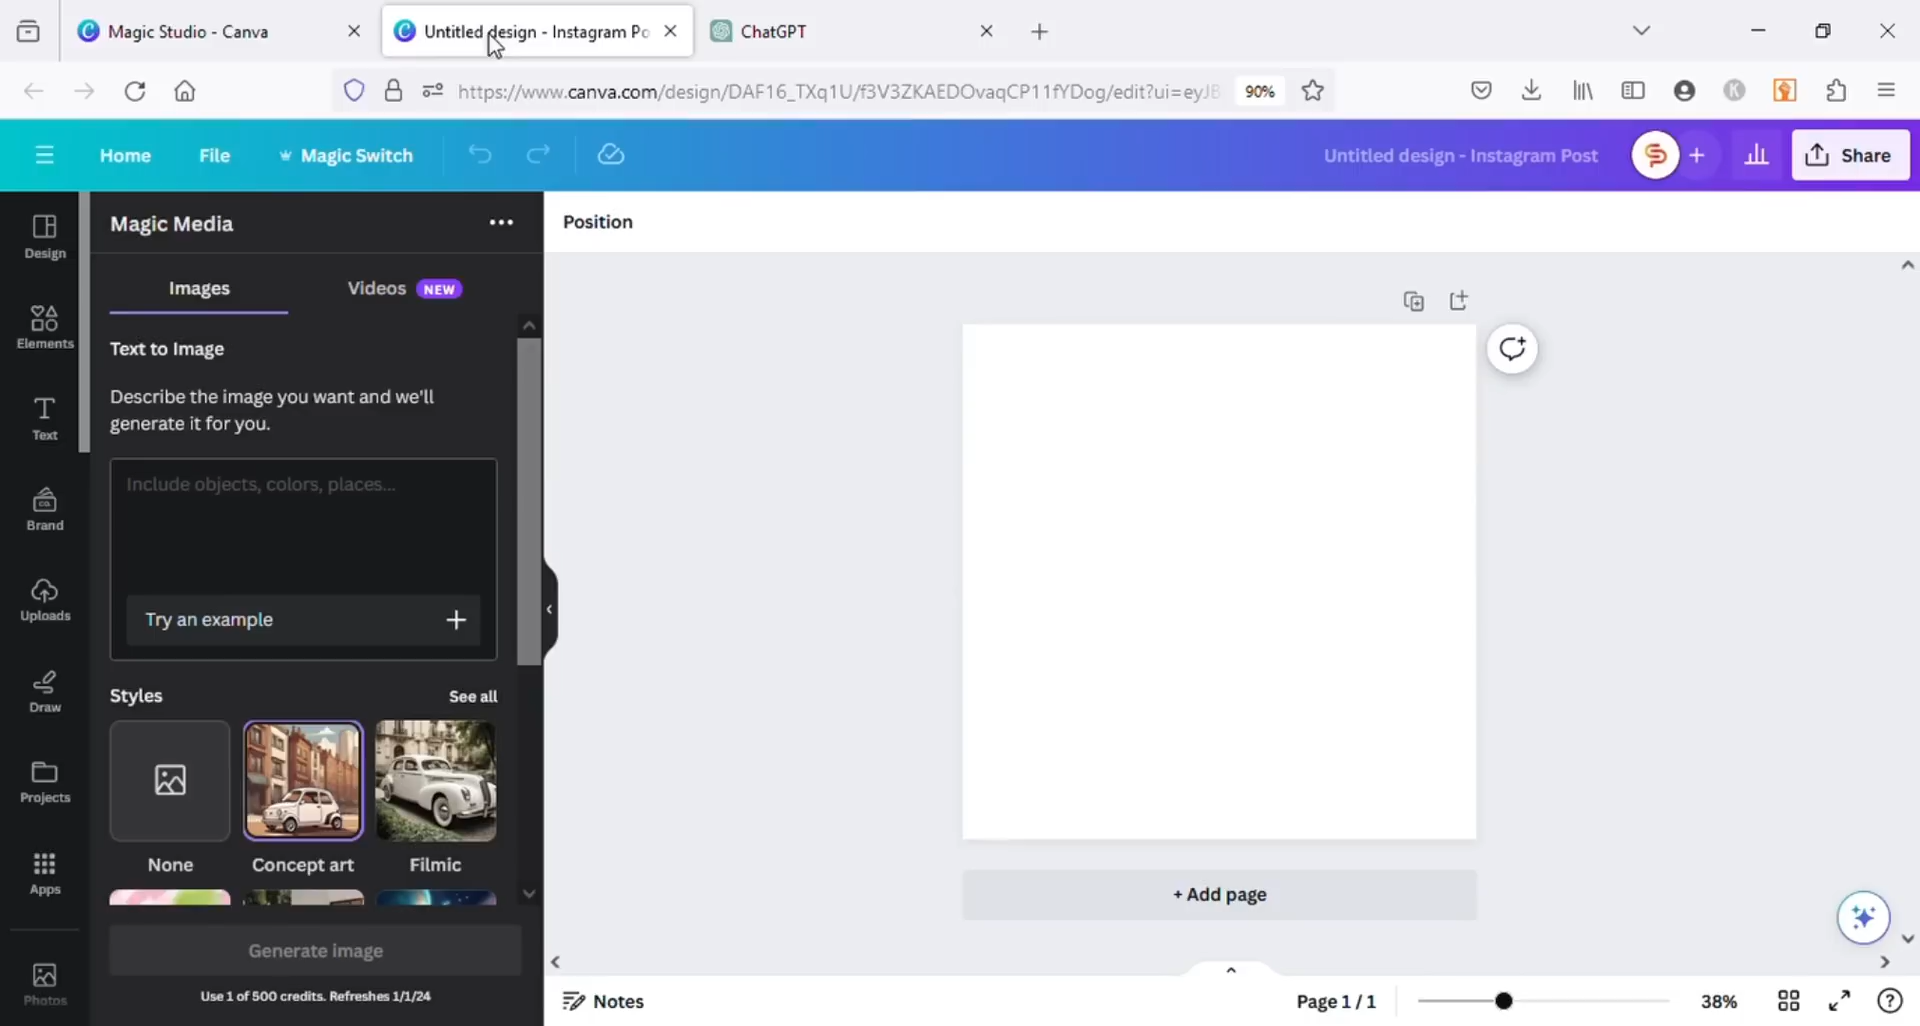 Magic Studio - Canva
Untitled design - Instagram Po
ChatGPT
https://www.canva.com/design/DAF16_TXq1U/f3V3ZKAEDOvaqCP11fYDog/edit?ui=eyJB
90%
Home
File
Magic Switch
Untitled design - Instagram Post
Share
Design
Elements
Text
Brand
Uploads
Draw
Projects
Apps
Photos
Magic Media
Images
Videos NEW
Text to Image
Describe the image you want and we'll
generate it for you.
Include objects, colors, places...
Try an example
Styles
See all
None
Concept art
Filmic
Generate image
Use 1 of 500 credits. Refreshes 1/1/24
Position
+ Add page
Notes
Page 1 / 1
38%